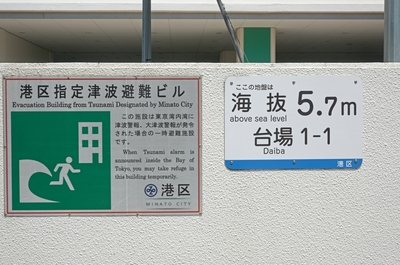 港区指定津波避難ビル
Evacuation Building from Tsunami Designated by Minato City
この施設は東京湾内湾に
津波警報、大津波警報が発令
された場合の一時避難施設
です。
When Tsunami alarm is
announced inside the Bay of
Tokyo, you may take refuge in
this building temporarily.
港区
MINATO CITY
ここの地盤は
海抜 5.7m
above sea level
台場 1-1
Daiba
港区